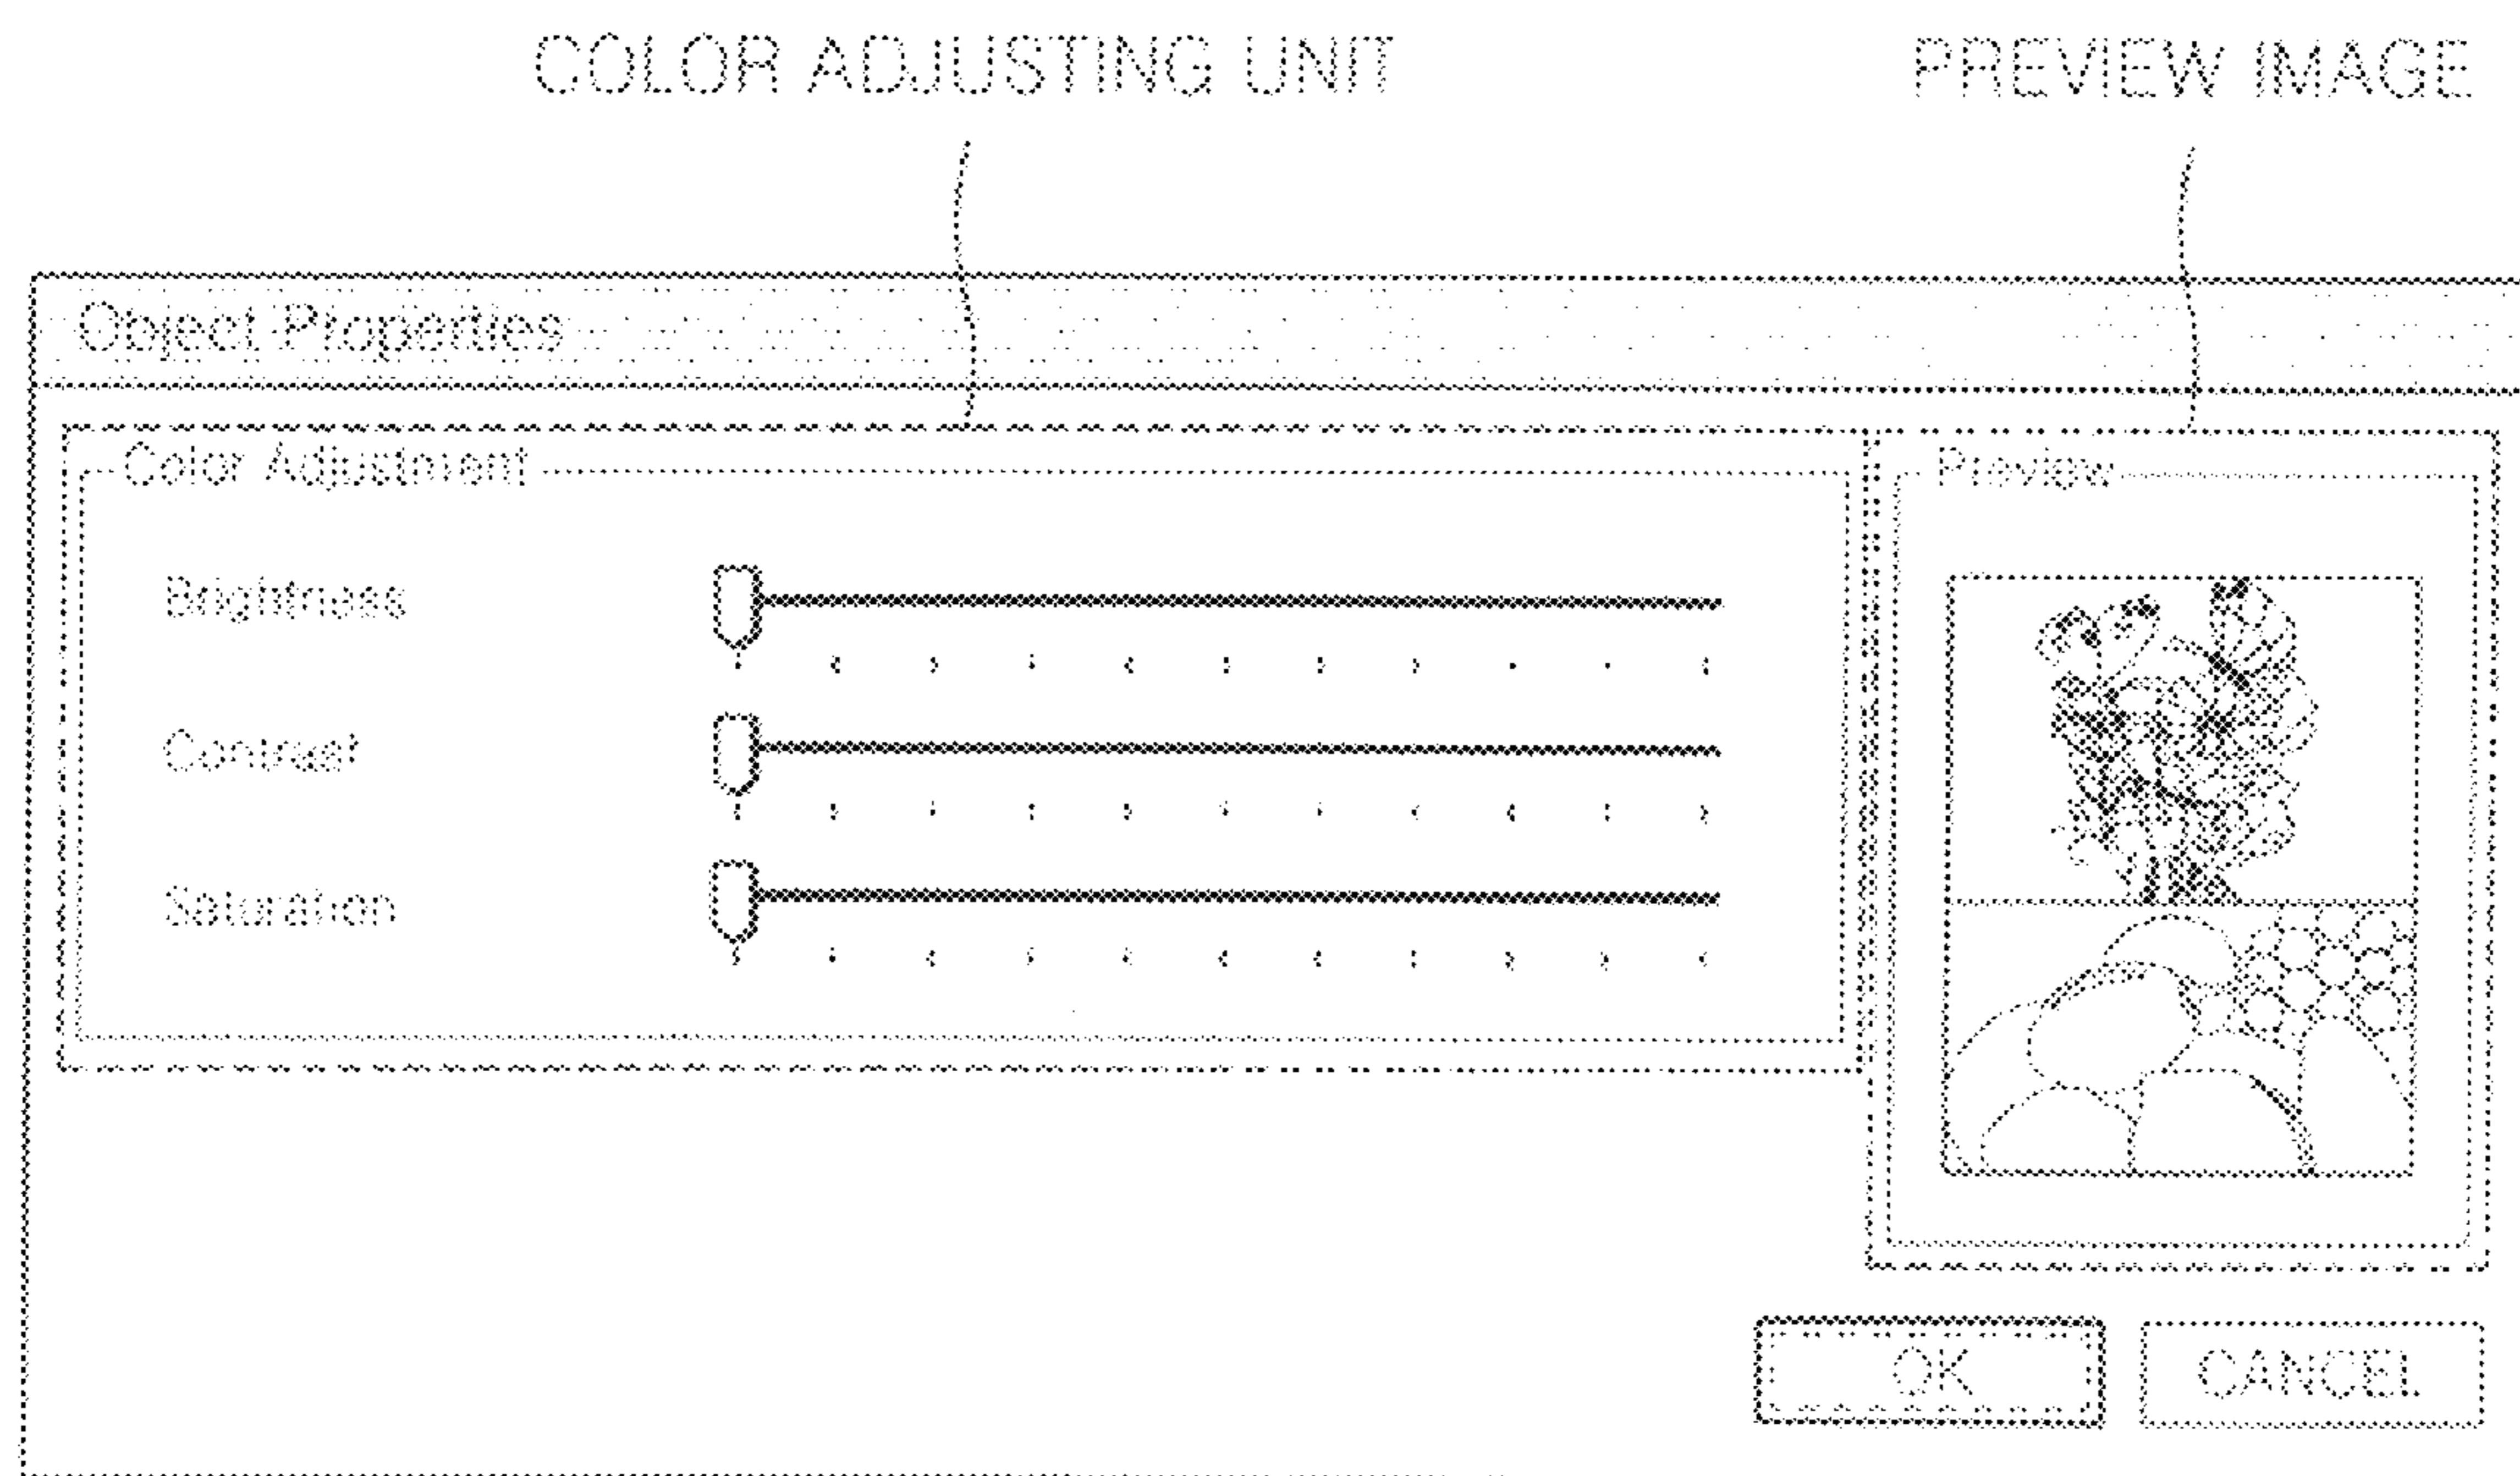 COLOR ADJUSTING UNIT
PREVIEW IMAGE
Object Properties
Color Adjustment
Preview
Brightness
Contrast
Saturation
OK
CANCEL